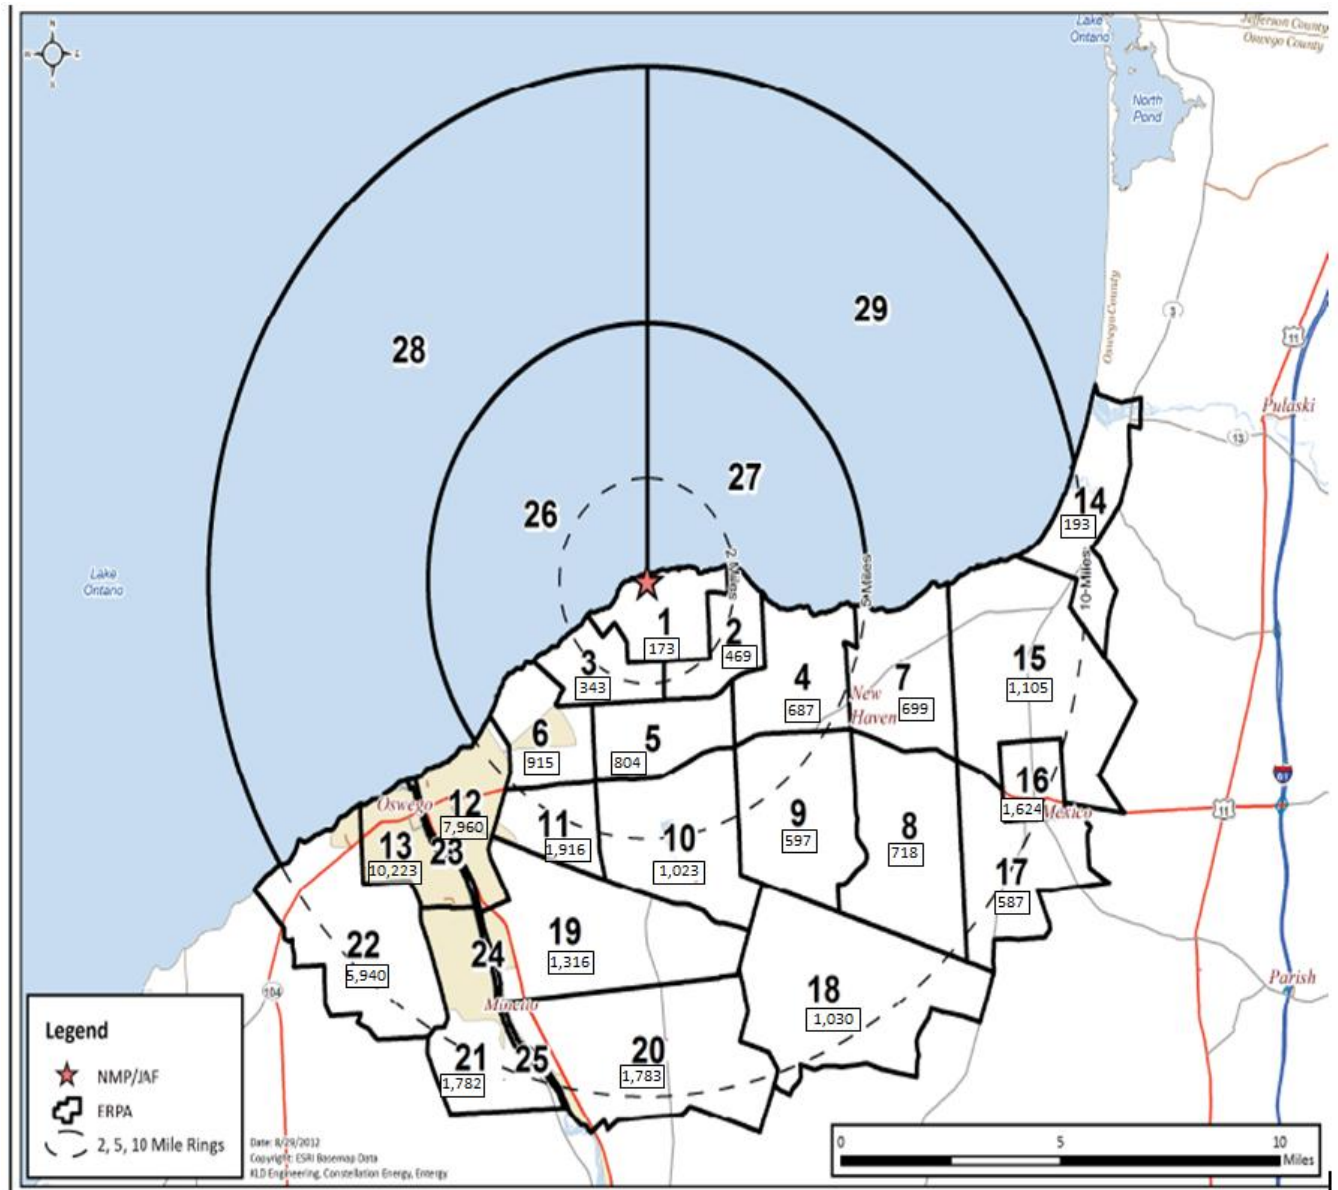 N
W
E
S
Lake
Ontario
Jefferson County
Oswego County
North
Pond
29
28
Oswego County
3
11
Pulaski
13
27
26
14
193
Lake
Ontario
2 Miles
5 Miles
10 Miles
1
173
2
469
3
343
4
687
New
Haven
7
699
15
1,105
6
915
5
804
81
16
1,624
Mexico
11
Oswego
12
7,960
11
1,916
10
1,023
9
597
8
718
13
10,223
23
17
587
22
5,940
24
19
1,316
18
1,030
Parish
104
Minetto
21
1,782
25
20
1,783
Legend
NMP/JAF
ERPA
2, 5, 10 Mile Rings
Date: 8/29/2012
Copyright: ESRI Basemap Data
KLD Engineering, Constellation Energy, Entergy
0
5
10
Miles